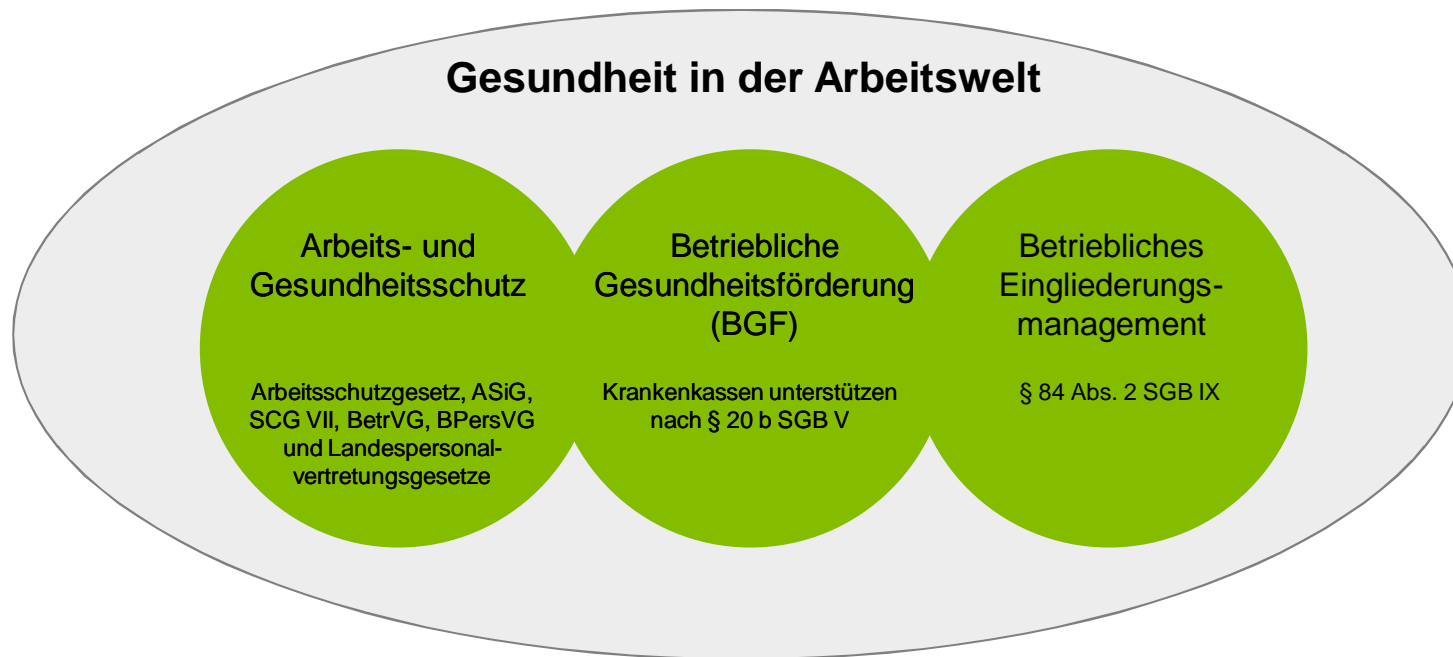 Gesundheit in der Arbeitswelt
Arbeits- und
Gesundheitsschutz
Arbeitsschutzgesetz, ASiG,
SCG VII, BetrVG, BPersVG
und Landespersonal-
vertretungsgesetze
Betriebliche
Gesundheitsförderung
(BGF)
Krankenkassen unterstützen
nach § 20 b SGB V
Betriebliches
Eingliederungs-
management
§ 84 Abs. 2 SGB IX